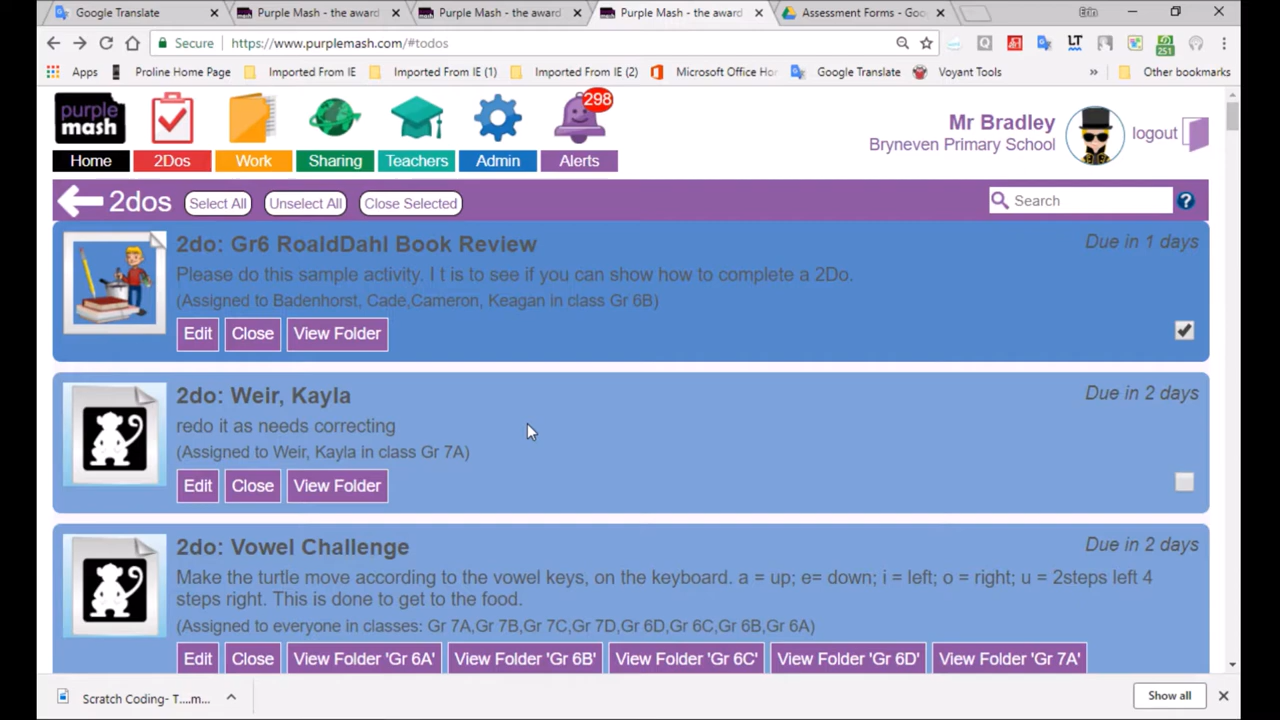 Google Translate
Purple Mash - the award
Purple Mash - the award
Purple Mash - the award
Assessment Forms - Goo
Erin
Secure
https://www.purplemash.com/#todos
251
Apps
Proline Home Page
Imported From IE
Imported From IE (1)
Imported From IE (2)
Microsoft Office Hor
Google Translate
Voyant Tools
»
Other bookmarks
purple
mash
298
Home
2Dos
Work
Sharing
Teachers
Admin
Alerts
Mr Bradley
Bryneven Primary School
logout
2dos
Select All
Unselect All
Close Selected
Search
?
2do: Gr6 RoaldDahl Book Review
Due in 1 days
Please do this sample activity. I t is to see if you can show how to complete a 2Do.
(Assigned to Badenhorst, Cade,Cameron, Keagan in class Gr 6B)
Edit
Close
View Folder
2do: Weir, Kayla
Due in 2 days
redo it as needs correcting
(Assigned to Weir, Kayla in class Gr 7A)
Edit
Close
View Folder
2do: Vowel Challenge
Due in 2 days
Make the turtle move according to the vowel keys, on the keyboard. a = up; e= down; i = left; o = right; u = 2steps left 4
steps right. This is done to get to the food.
(Assigned to everyone in classes: Gr 7A,Gr 7B,Gr 7C,Gr 7D,Gr 6D,Gr 6C,Gr 6B,Gr 6A)
Edit
Close
View Folder 'Gr 6A'
View Folder 'Gr 6B'
View Folder 'Gr 6C'
View Folder 'Gr 6D'
View Folder 'Gr 7A'
Scratch Coding- T....m...
Show all